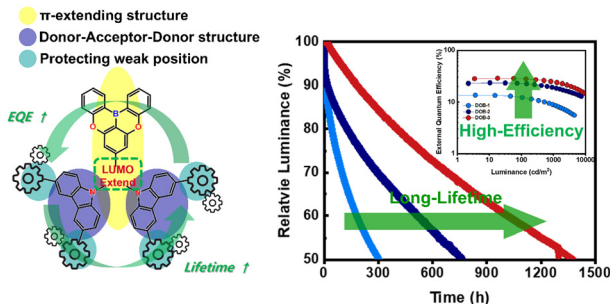 π-extending structure
Donor-Acceptor-Donor structure
Protecting weak position
EQE ↑
B
O
O
LUMO
Extend
N
N
Lifetime ↑
Relatvie Luminance (%)
100
90
80
70
60
50
0
300
600
900
1200
1500
Time (h)
Long-Lifetime
External Quantum Efficiency (%)
100
10
1
1
10
100
1000
10000
Luminance (cd/m²)
DOB-1
DOB-2
DOB-3
High-Efficiency